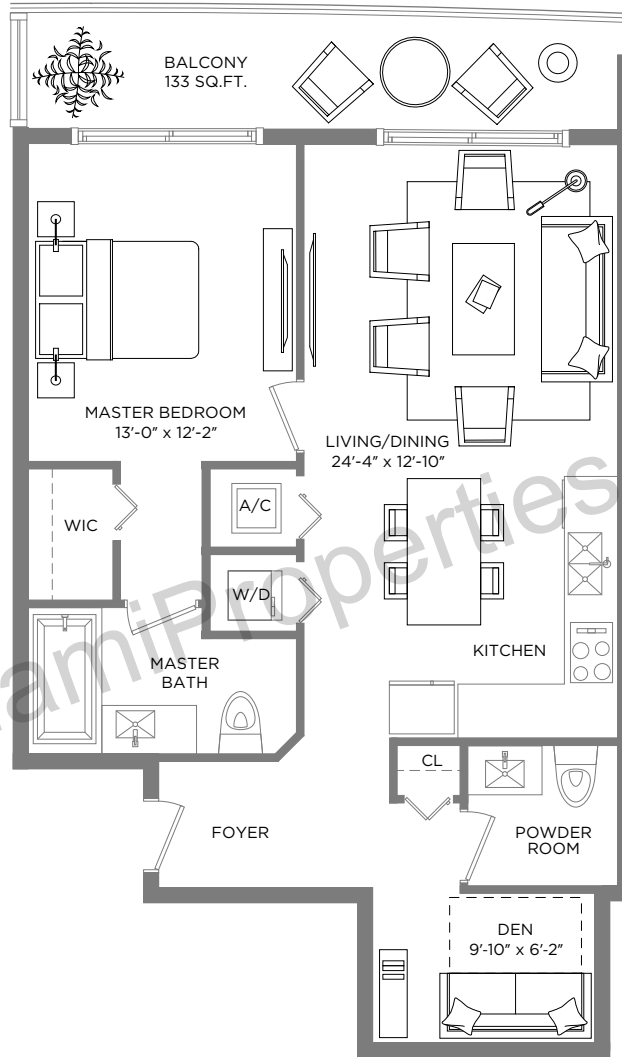 BALCONY
133 SQ.FT.
MASTER BEDROOM
13'-0" x 12'-2"
LIVING/DINING
24'-4" x 12'-10"
WIC
A/C
W/D
MASTER
BATH
KITCHEN
CL
FOYER
POWDER
ROOM
DEN
9'-10" x 6'-2"
amiProperties